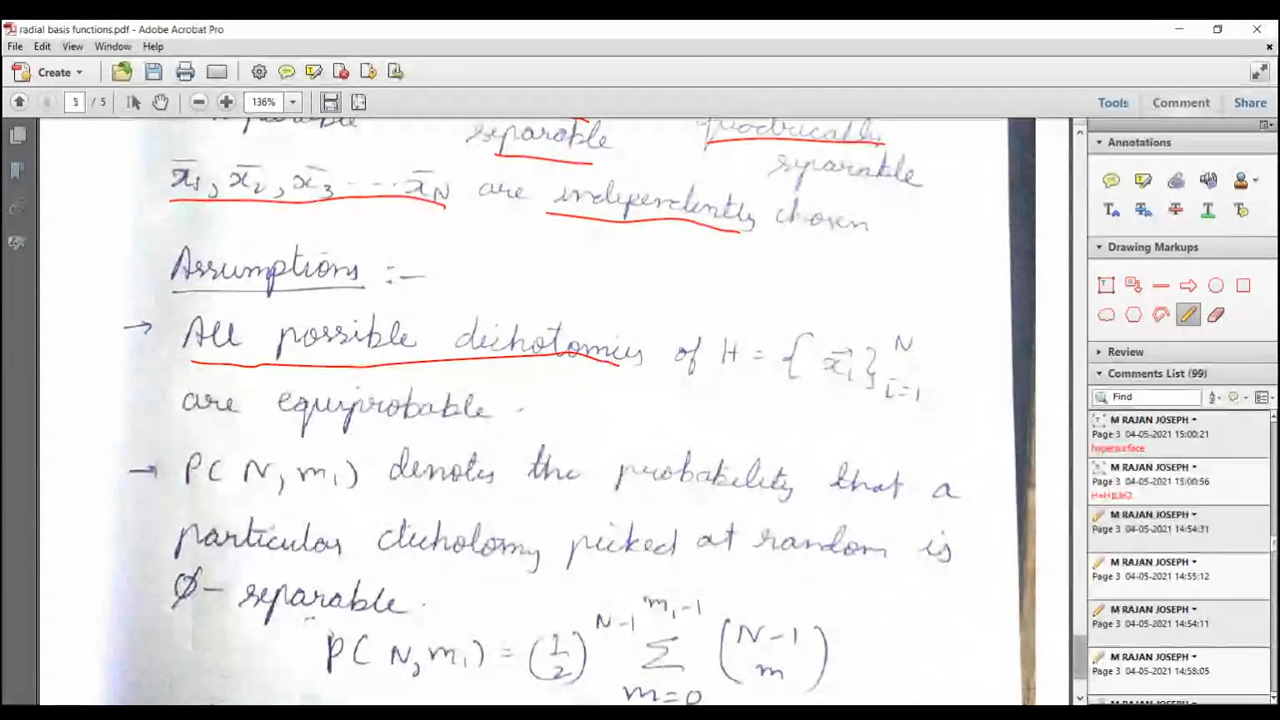 radial basis functions.pdf - Adobe Acrobat Pro
File Edit View Window Help
Create
3 / 5 136% Tools Comment Share
separable quadrically
separable
x̄1, x̄2, x̄3 --- x̄N are independently chosen
Assumptions :-
→ All possible dichotomies of H = { x⃗i }ᴺ i=1
are equiprobable.
→ P( N, m1) denotes the probability that a
particular dichotomy picked at random is
φ- separable.
P( N, m1) = (1/2)^(N-1) Σ_(m=0)^(m1-1) (N-1 m)
Annotations
Drawing Markups
Review
Comments List (99)
Find
M RAJAN JOSEPH
Page 3 04-05-2021 15:00:21
hypersurface
M RAJAN JOSEPH
Page 3 04-05-2021 15:00:56
M RAJAN JOSEPH
Page 3 04-05-2021 14:54:31
M RAJAN JOSEPH
Page 3 04-05-2021 14:55:12
M RAJAN JOSEPH
Page 3 04-05-2021 14:54:16
M RAJAN JOSEPH
Page 3 04-05-2021 14:58:05
M RAJAN JOSEPH